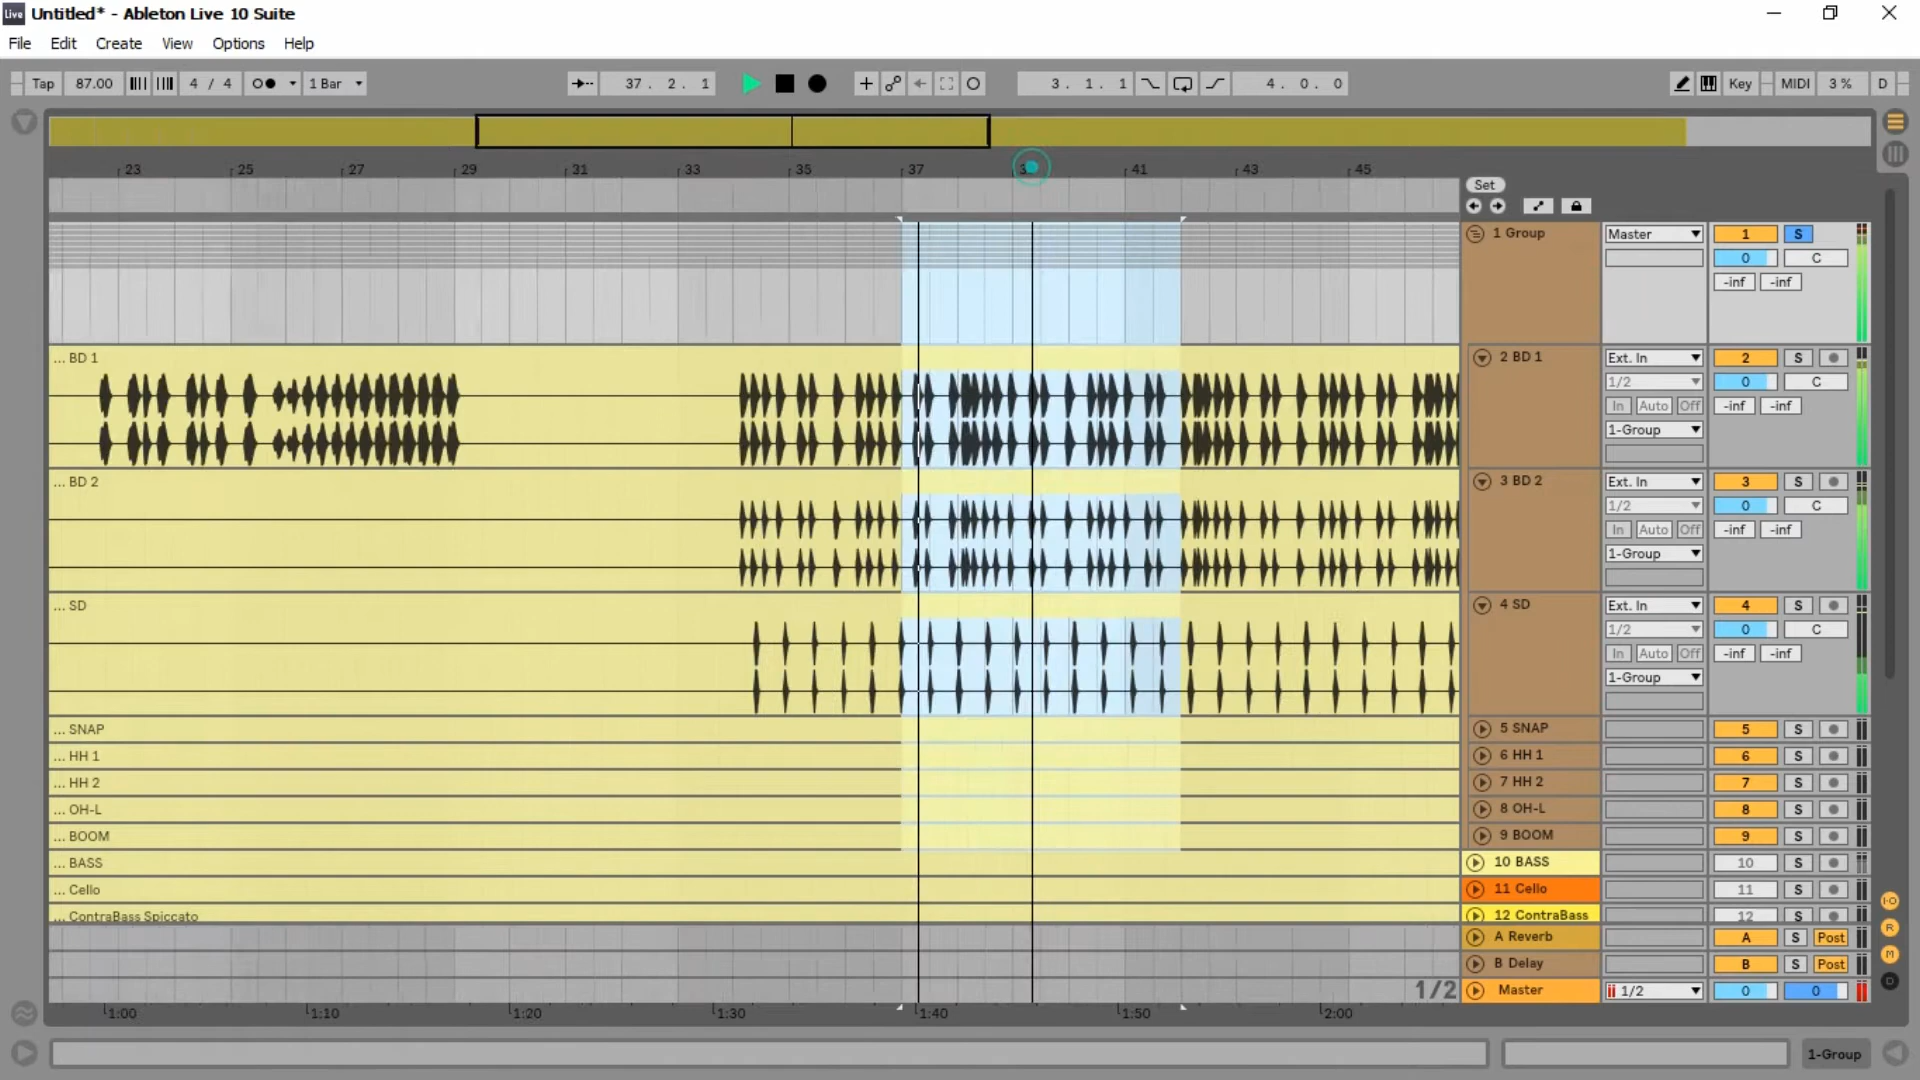 Live Untitled* - Ableton Live 10 Suite
File Edit Create View Options Help
Tap 87.00 4 / 4 1 Bar 37. 2. 1 3. 1. 1 4. 0. 0 Key MIDI 3 % D
23 25 27 29 31 33 35 37 41 43 45
Set
1 Group Master 1 S
0 C
-inf -inf
... BD 1 2 BD 1 Ext. In 2 S
1/2 0 C
In Auto Off -inf -inf
1-Group
... BD 2 3 BD 2 Ext. In 3 S
1/2 0 C
In Auto Off -inf -inf
1-Group
... SD 4 SD Ext. In 4 S
1/2 0 C
In Auto Off -inf -inf
1-Group
... SNAP 5 SNAP 5 S
... HH 1 6 HH 1 6 S
... HH 2 7 HH 2 7 S
... OH-L 8 OH-L 8 S
... BOOM 9 BOOM 9 S
... BASS 10 BASS 10 S
... Cello 11 Cello 11 S
... ContraBass Spiccato 12 ContraBass 12 S
A Reverb A S Post
B Delay B S Post
1/2 Master 1/2 0 0
I·O
R
M
D
1:00 1:10 1:20 1:30 1:40 1:50 2:00
1-Group